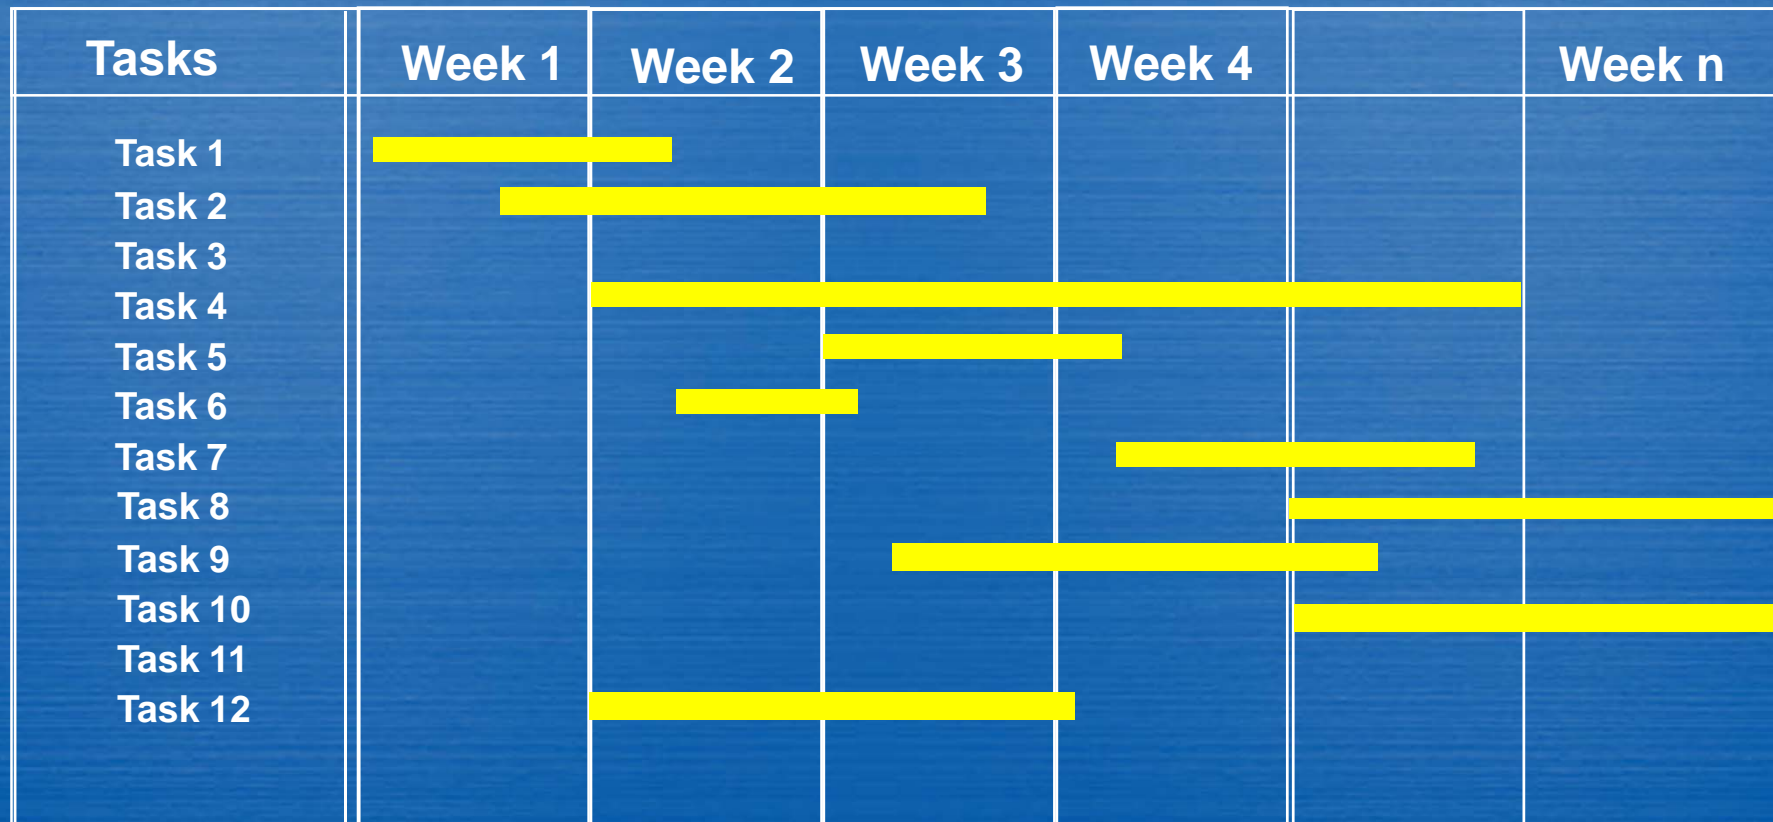 Tasks Week 1 Week 2 Week 3 Week 4 Week n
Task 1
Task 2
Task 3
Task 4
Task 5
Task 6
Task 7
Task 8
Task 9
Task 10
Task 11
Task 12